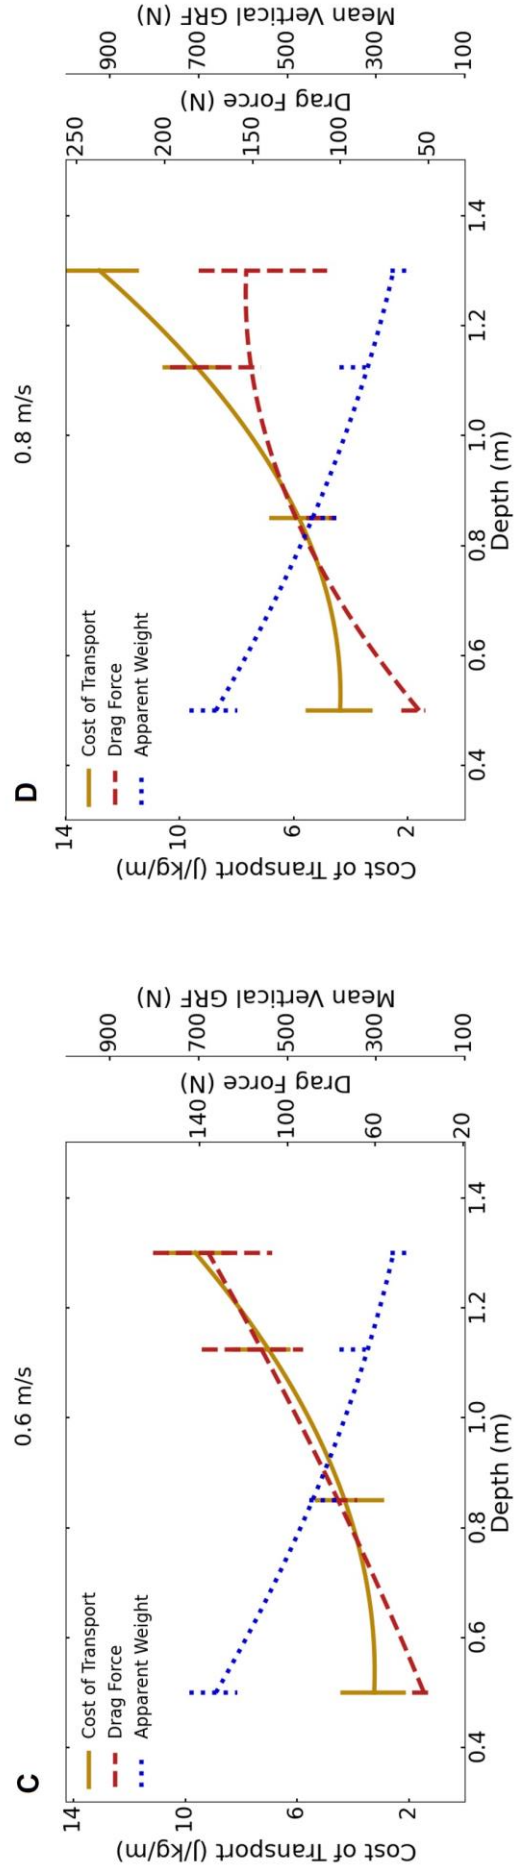 C
0.6 m/s
Cost of Transport
Drag Force
Apparent Weight
Cost of Transport (J/kg/m)
14
10
6
2
0.4
0.6
0.8
1.0
1.2
1.4
Depth (m)
140
100
60
20
Drag Force (N)
900
700
500
300
100
Mean Vertical GRF (N)
D
0.8 m/s
Cost of Transport
Drag Force
Apparent Weight
Cost of Transport (J/kg/m)
14
10
6
2
0.4
0.6
0.8
1.0
1.2
1.4
Depth (m)
250
200
150
100
50
Drag Force (N)
900
700
500
300
100
Mean Vertical GRF (N)